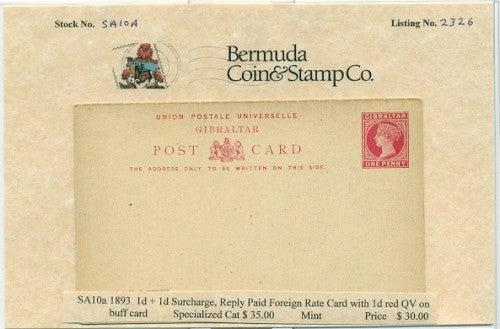 Stock No. SA10A Listing No. 2326
Bermuda
Coin&StampCo.
UNION POSTALE UNIVERSELLE
GIBRALTAR
POST CARD
THE ADDRESS ONLY TO BE WRITTEN ON THIS SIDE.
GIBRALTAR
ONE PENNY
SA10a 1893 1d + 1d Surcharge, Reply Paid Foreign Rate Card with 1d red QV on
buff card Specialized Cat $ 35.00 Mint Price $ 30.00